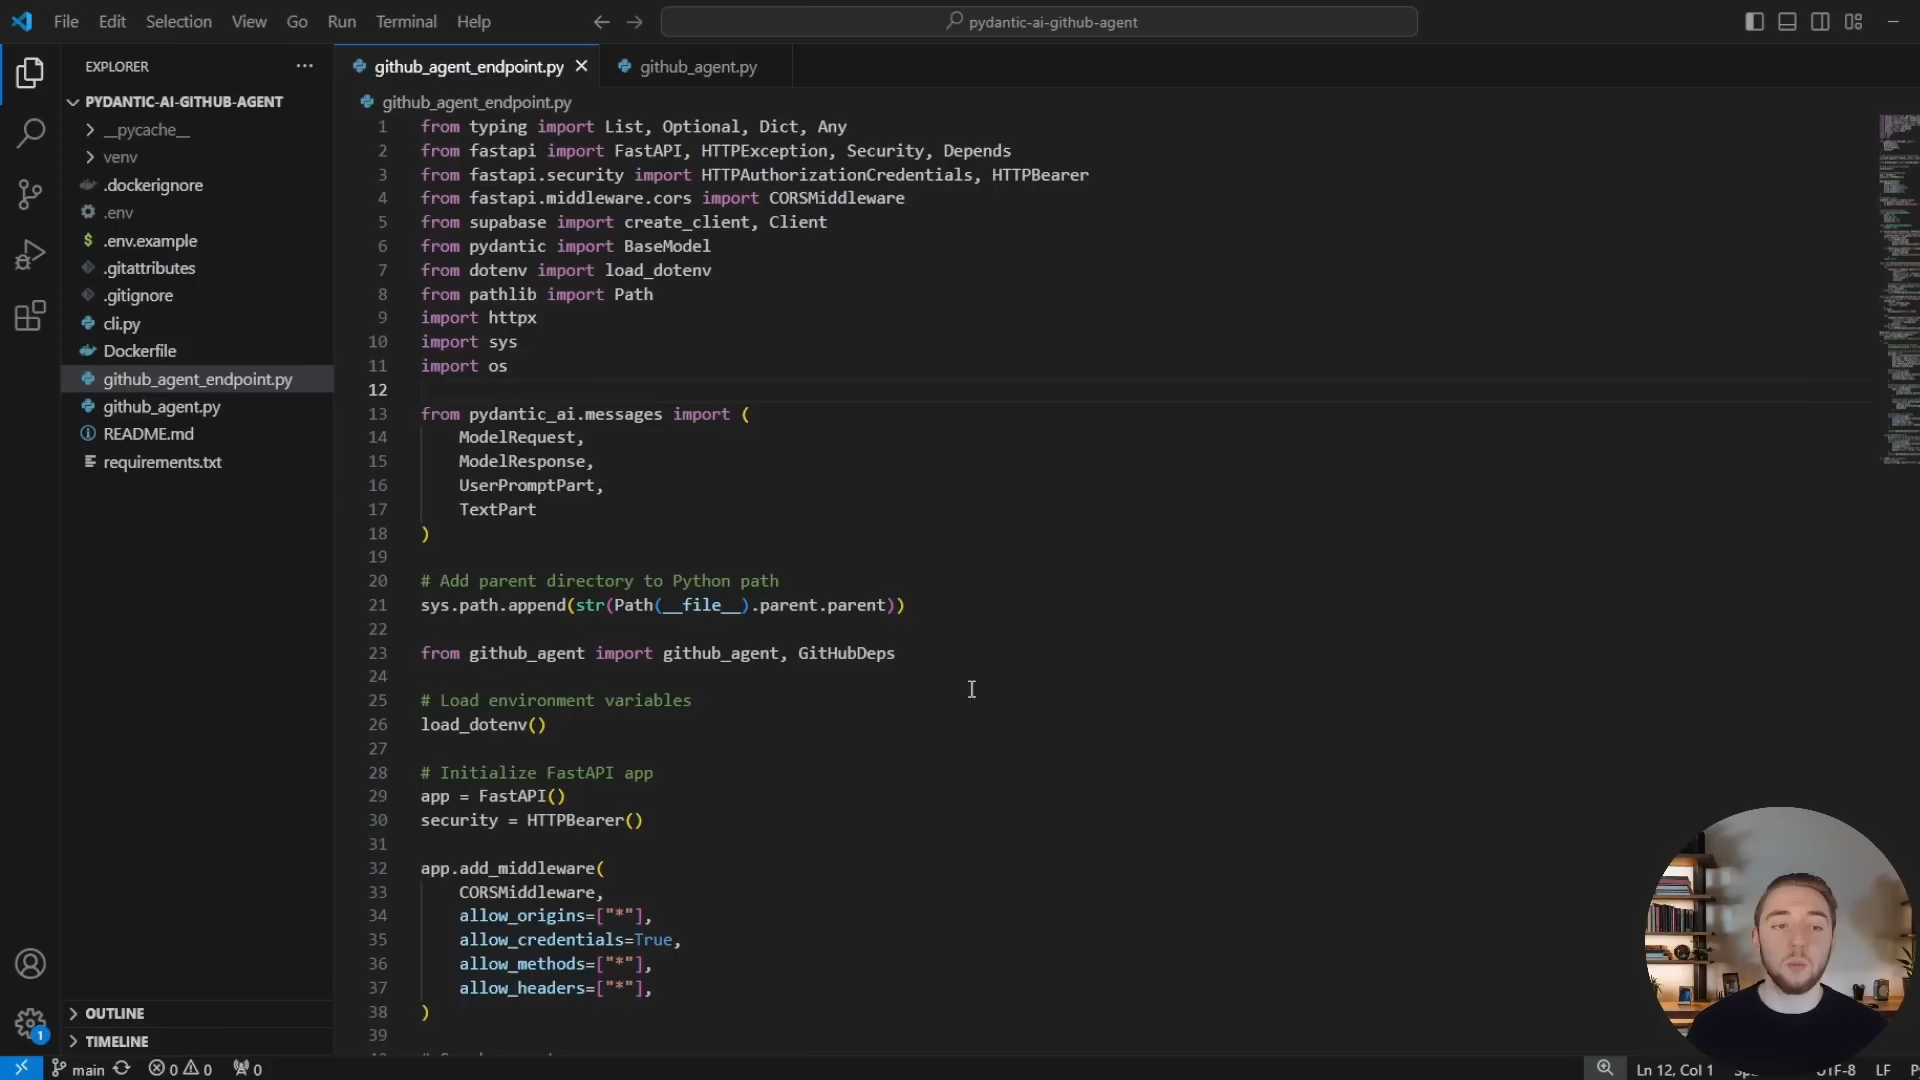 File Edit Selection View Go Run Terminal Help
pydantic-ai-github-agent
EXPLORER
PYDANTIC-AI-GITHUB-AGENT
__pycache__
venv
.dockerignore
.env
.env.example
.gitattributes
.gitignore
cli.py
Dockerfile
github_agent_endpoint.py
github_agent.py
README.md
requirements.txt
OUTLINE
TIMELINE
github_agent_endpoint.py
github_agent.py
github_agent_endpoint.py
1 from typing import List, Optional, Dict, Any
2 from fastapi import FastAPI, HTTPException, Security, Depends
3 from fastapi.security import HTTPAuthorizationCredentials, HTTPBearer
4 from fastapi.middleware.cors import CORSMiddleware
5 from supabase import create_client, Client
6 from pydantic import BaseModel
7 from dotenv import load_dotenv
8 from pathlib import Path
9 import httpx
10 import sys
11 import os
12
13 from pydantic_ai.messages import (
14     ModelRequest,
15     ModelResponse,
16     UserPromptPart,
17     TextPart
18 )
19
20 # Add parent directory to Python path
21 sys.path.append(str(Path(__file__).parent.parent))
22
23 from github_agent import github_agent, GitHubDeps
24
25 # Load environment variables
26 load_dotenv()
27
28 # Initialize FastAPI app
29 app = FastAPI()
30 security = HTTPBearer()
31
32 app.add_middleware(
33     CORSMiddleware,
34     allow_origins=["*"],
35     allow_credentials=True,
36     allow_methods=["*"],
37     allow_headers=["*"],
38 )
39
1
main 0 0 0
Ln 12, Col 1 UTF-8 LF